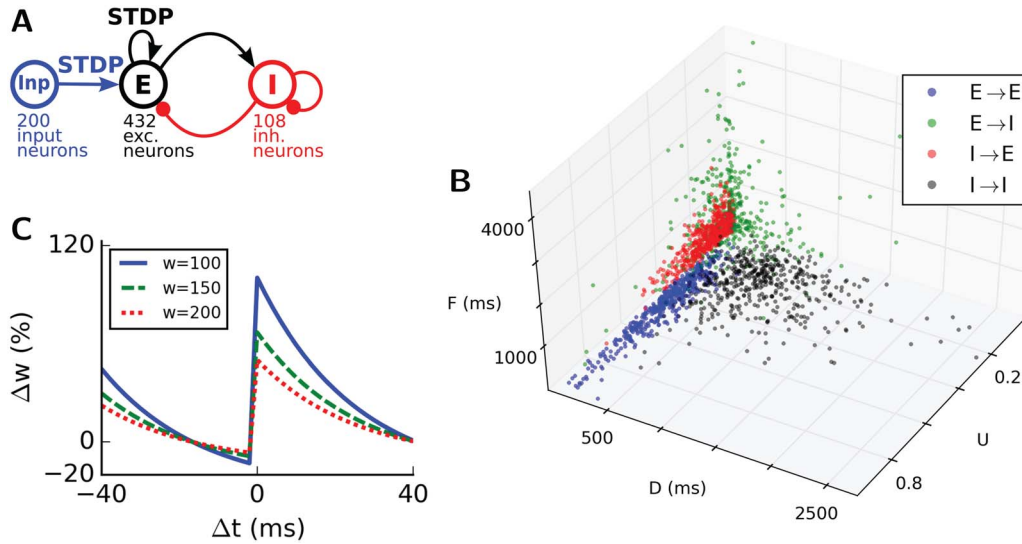 A
STDP
STDP
Inp
E
I
200
input
neurons
432
exc.
neurons
108
inh.
neurons
B
E→E
E→I
I→E
I→I
4000
F (ms)
1000
500
D (ms)
2500
0.2
U
0.8
C
120
w=100
w=150
w=200
Δw (%)
0
−20
−40
0
40
Δt (ms)